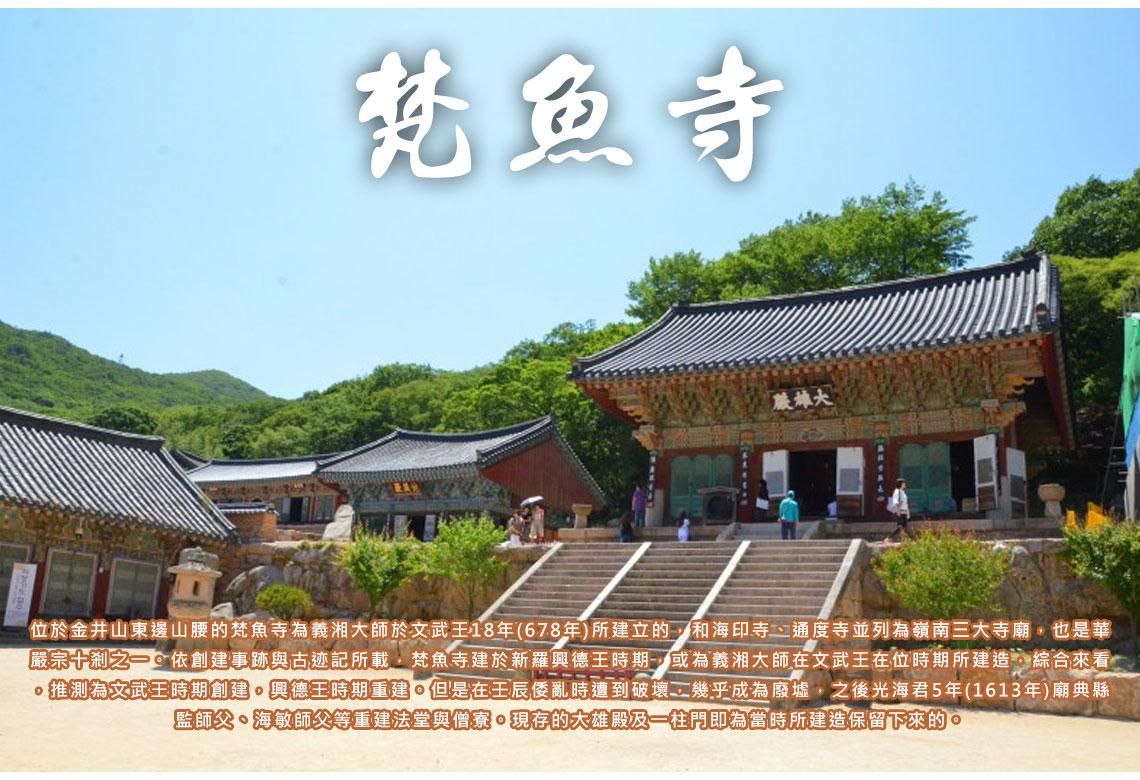 梵魚寺
大雄殿
位於金井山東邊山腰的梵魚寺為義湘大師於文武王18年(678年)所建立的，和海印寺、通度寺並列為嶺南三大寺廟，也是華
嚴宗十剎之一。依創建事跡與古迹記所載，梵魚寺建於新羅興德王時期，或為義湘大師在文武王在位時期所建造，綜合來看
，推測為文武王時期創建，興德王時期重建。但是在壬辰倭亂時遭到破壞，幾乎成為廢墟，之後光海君5年(1613年)廟典縣
監師父、海敏師父等重建法堂與僧寮。現存的大雄殿及一柱門即為當時所建造保留下來的。